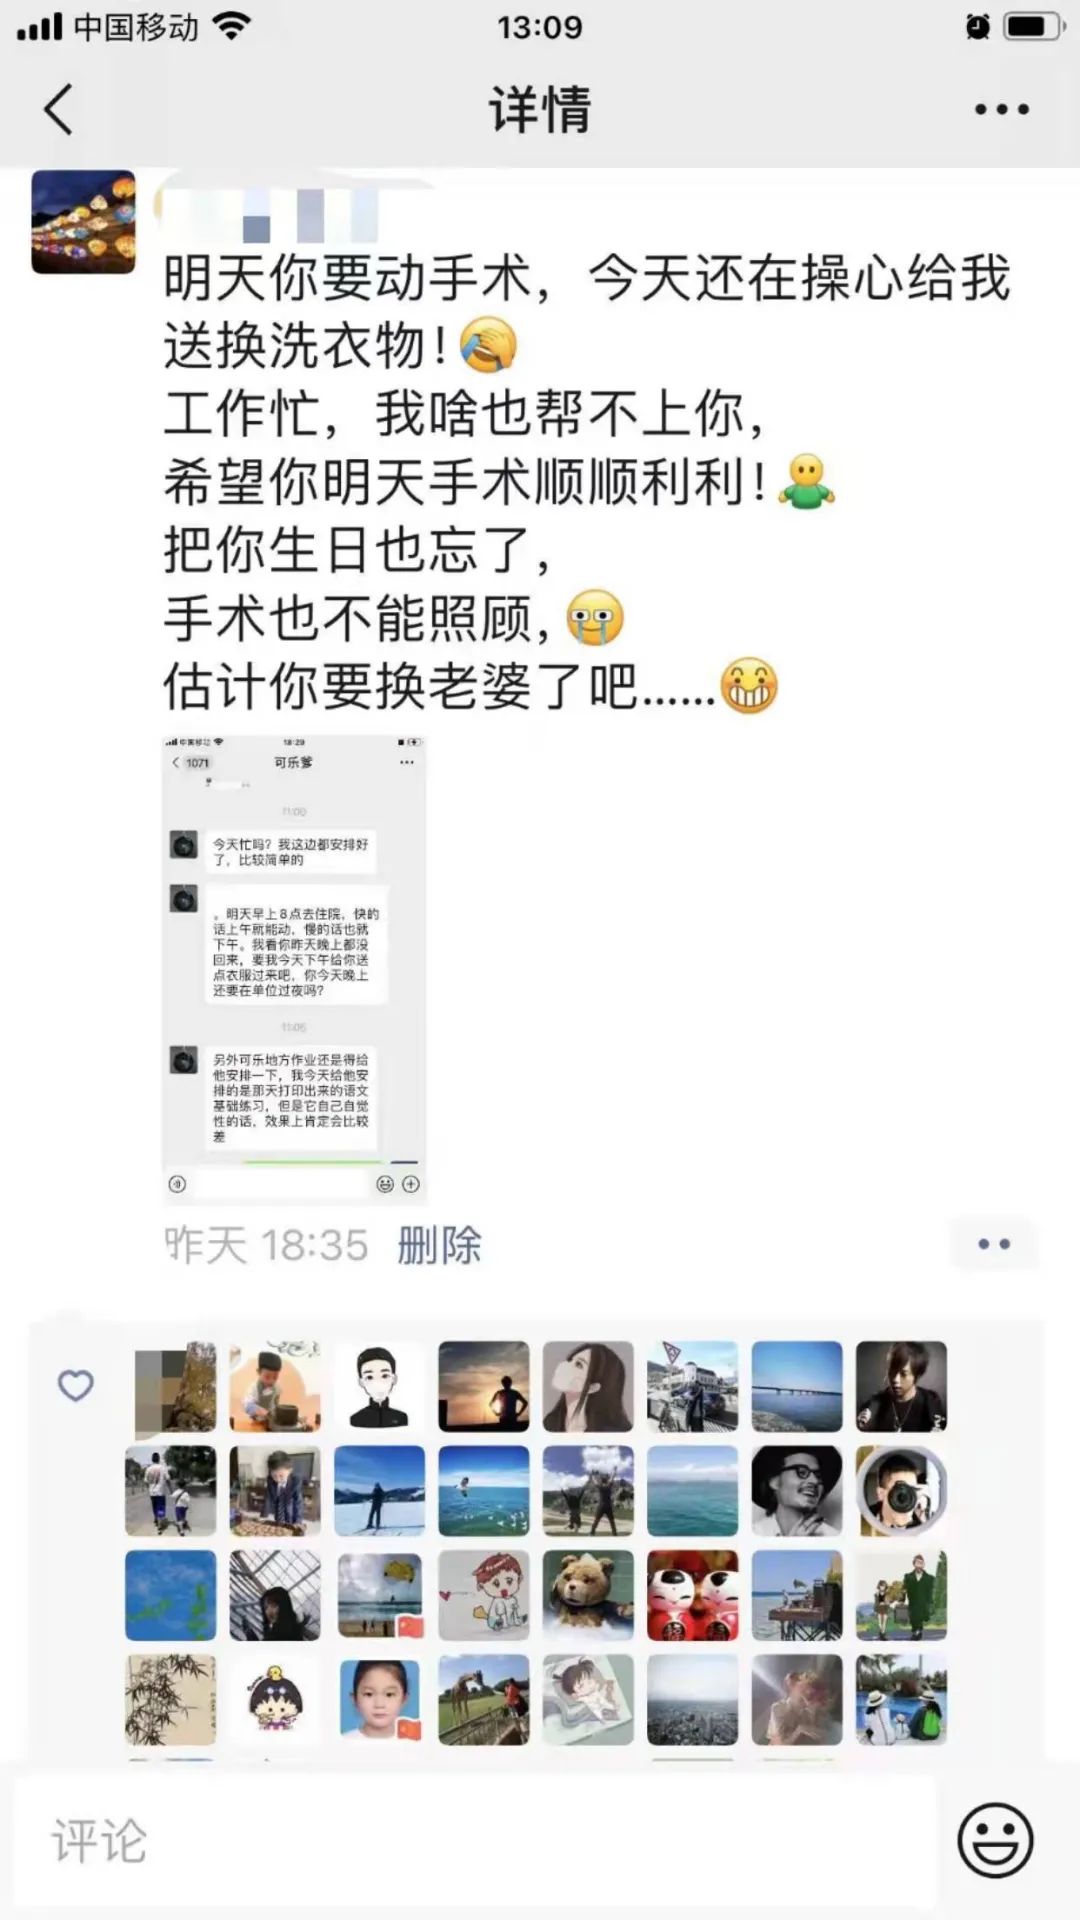 中国移动
13:09
详情
明天你要动手术，今天还在操心给我
送换洗衣物！
工作忙，我啥也帮不上你，
希望你明天手术顺顺利利！
把你生日也忘了，
手术也不能照顾，
估计你要换老婆了吧......
中国移动
18:29
1071
可乐爹
今天忙吗？我这边都安排好
了，比较简单的
。明天早上8点去住院，快的
话上午就能动，慢的话也就
下午。我看你昨天晚上都没
回来，要我今天下午给你送
点衣服过来吧，你今天晚上
还要在单位过夜吗？
另外可乐地方作业还是得给
他安排一下，我今天给他安
排的是那天打印出来的语文
基础练习，但是它自己自觉
性的话，效果上肯定会比较
差
昨天 18:35 删除
评论